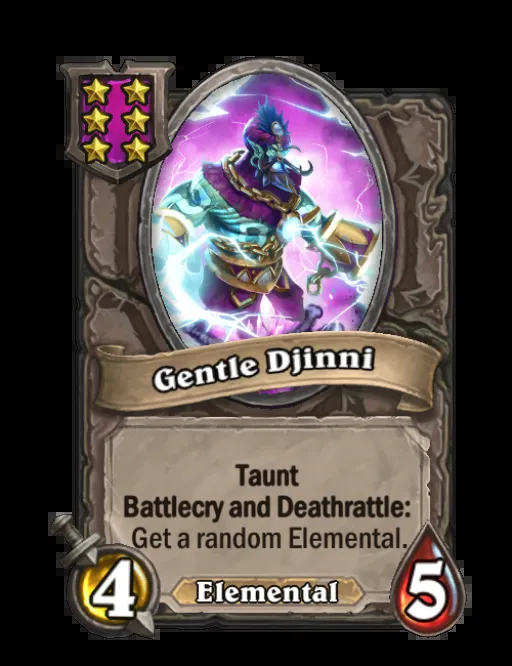 Gentle Djinni
Taunt
Battlecry and Deathrattle:
Get a random Elemental.
4
Elemental
5